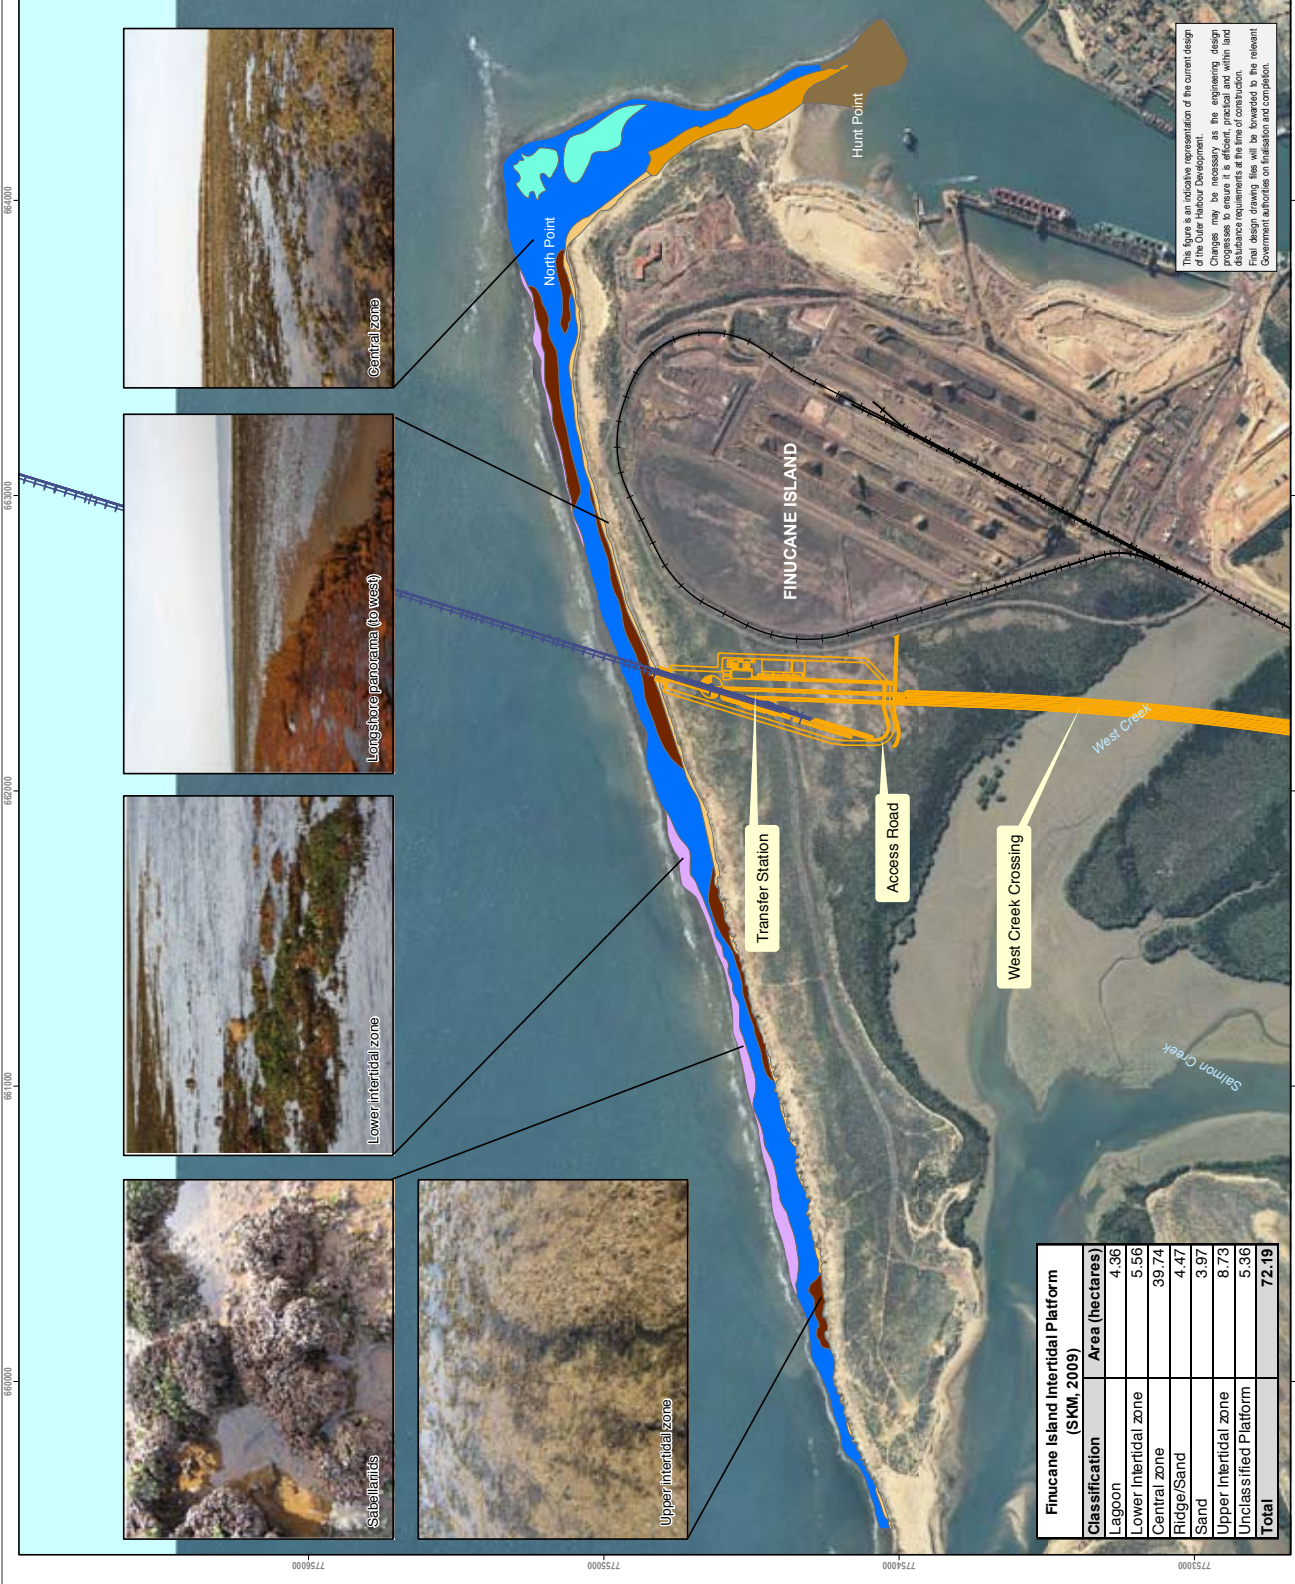 664000
663000
662000
661000
660000
7756000
7755000
7754000
7753000
Central zone
Longshore panorama (to west)
Lower intertidal zone
Sabellariids
Upper intertidal zone
North Point
Hunt Point
FINUCANE ISLAND
Transfer Station
Access Road
West Creek Crossing
West Creek
Salmon Creek
This figure is an indicative representation of the current design
of the Outer Harbour Development.
Changes may be necessary as the engineering design
progresses to ensure it is efficient, practical and within land
disturbance requirements at the time of construction.
Final design drawing files will be forwarded to the relevant
Government authorities on finalisation and completion.
Finucane Island Intertidal Platform
(SKM, 2009)
Classification Area (hectares)
Lagoon 4.36
Lower Intertidal zone 5.56
Central zone 39.74
Ridge/Sand 4.47
Sand 3.97
Upper Intertidal zone 8.73
Unclassified Platform 5.36
Total 72.19